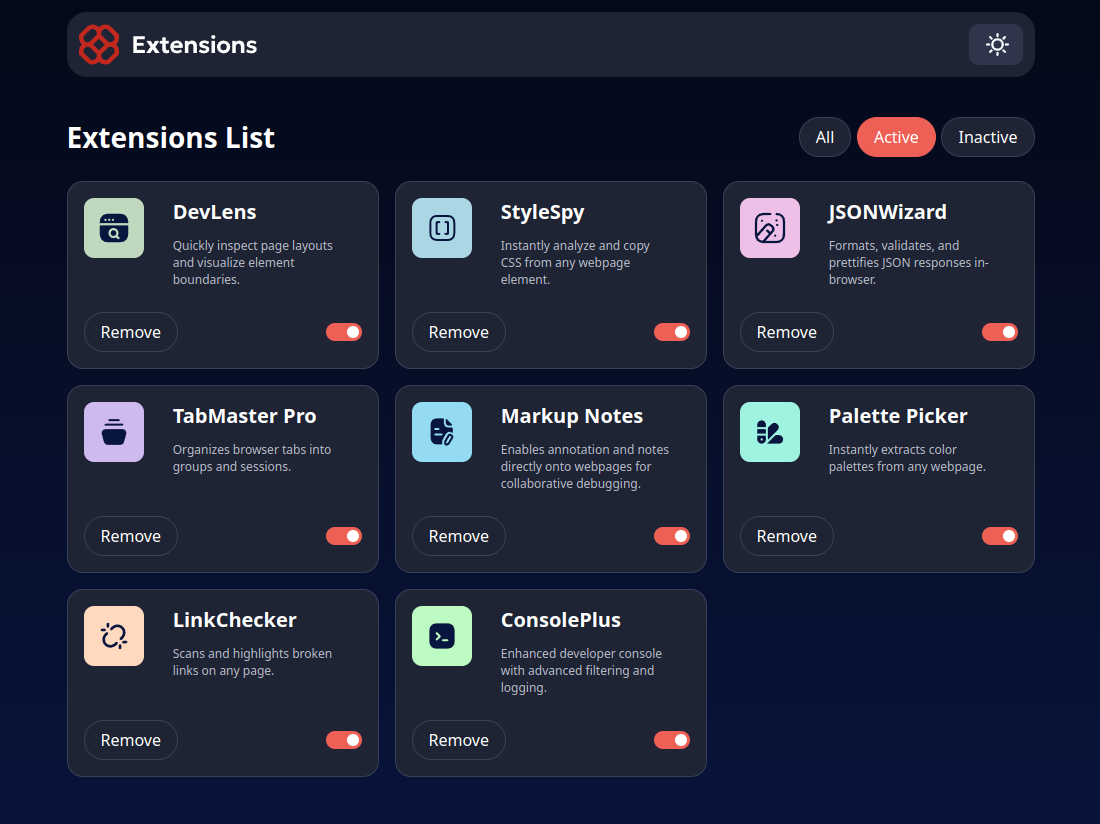 Extensions
Extensions List
All
Active
Inactive
DevLens
Quickly inspect page layouts
and visualize element
boundaries.
Remove
StyleSpy
Instantly analyze and copy
CSS from any webpage
element.
Remove
JSONWizard
Formats, validates, and
prettifies JSON responses in-
browser.
Remove
TabMaster Pro
Organizes browser tabs into
groups and sessions.
Remove
Markup Notes
Enables annotation and notes
directly onto webpages for
collaborative debugging.
Remove
Palette Picker
Instantly extracts color
palettes from any webpage.
Remove
LinkChecker
Scans and highlights broken
links on any page.
Remove
ConsolePlus
Enhanced developer console
with advanced filtering and
logging.
Remove